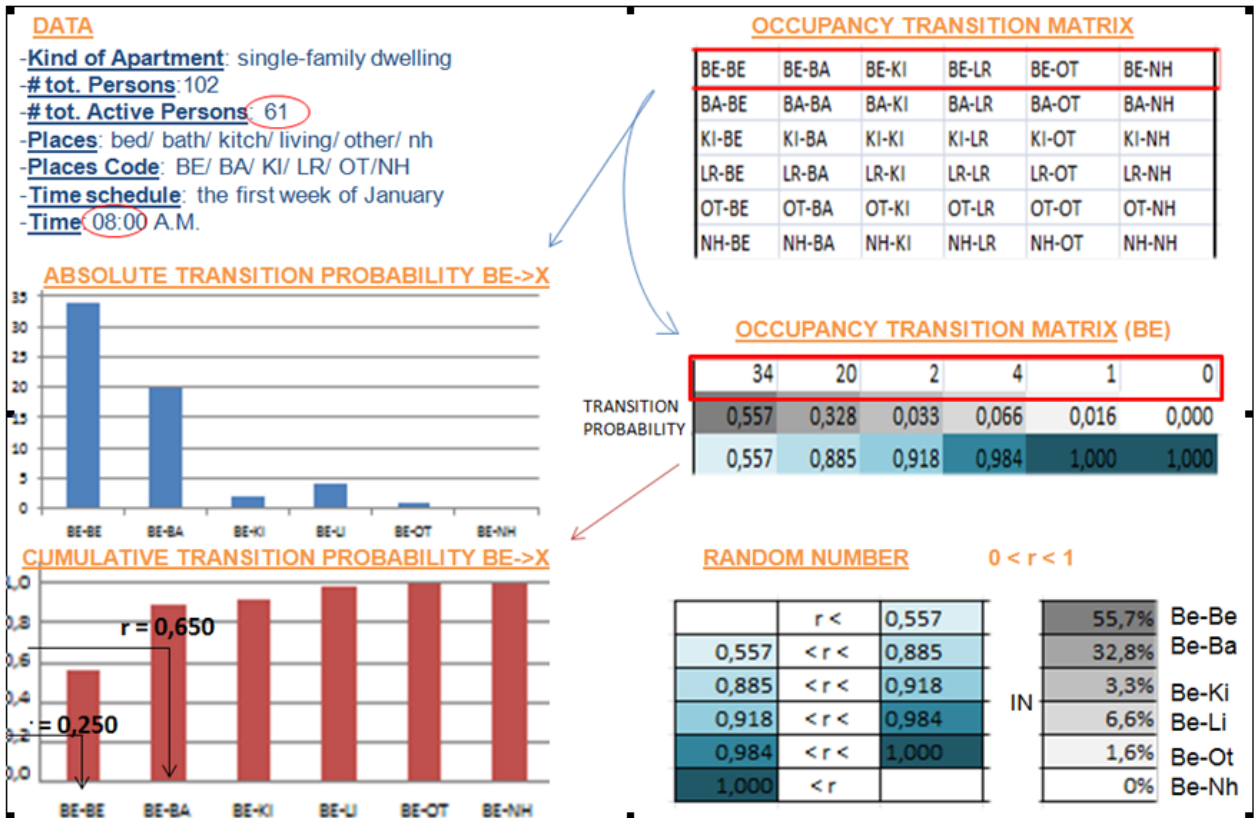 DATA
-Kind of Apartment: single-family dwelling
-# tot. Persons:102
-# tot. Active Persons: 61
-Places: bed/ bath/ kitch/ living/ other/ nh
-Places Code: BE/ BA/ KI/ LR/ OT/NH
-Time schedule: the first week of January
-Time: 08:00 A.M.
OCCUPANCY TRANSITION MATRIX
BE-BE BE-BA BE-KI BE-LR BE-OT BE-NH
BA-BE BA-BA BA-KI BA-LR BA-OT BA-NH
KI-BE KI-BA KI-KI KI-LR KI-OT KI-NH
LR-BE LR-BA LR-KI LR-LR LR-OT LR-NH
OT-BE OT-BA OT-KI OT-LR OT-OT OT-NH
NH-BE NH-BA NH-KI NH-LR NH-OT NH-NH
ABSOLUTE TRANSITION PROBABILITY BE->X
35
30
25
20
15
10
5
0
BE-BE BE-BA BE-KI BE-LI BE-OT BE-NH
OCCUPANCY TRANSITION MATRIX (BE)
34 20 2 4 1 0
TRANSITION
PROBABILITY
0,557 0,328 0,033 0,066 0,016 0,000
0,557 0,885 0,918 0,984 1,000 1,000
CUMULATIVE TRANSITION PROBABILITY BE->X
1,0
0,8
0,6
0,4
0,2
0,0
r = 0,650
= 0,250
BE-BE BE-BA BE-KI BE-LI BE-OT BE-NH
RANDOM NUMBER 0 < r < 1
r < 0,557
0,557 < r < 0,885
0,885 < r < 0,918
0,918 < r < 0,984
0,984 < r < 1,000
1,000 < r
IN
55,7% Be-Be
32,8% Be-Ba
3,3% Be-Ki
6,6% Be-Li
1,6% Be-Ot
0% Be-Nh